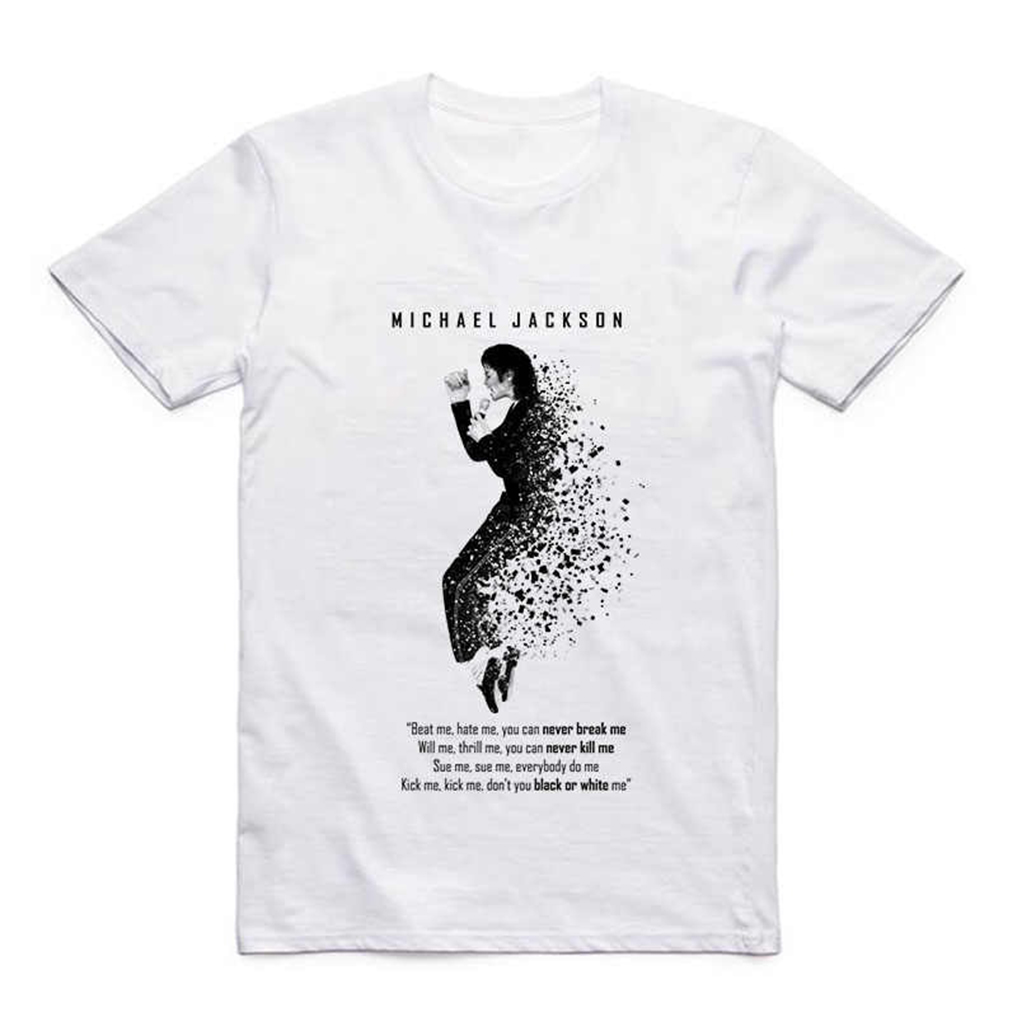 MICHAEL JACKSON
"Beat me, hate me, you can never break me
Will me, thrill me, you can never kill me
Sue me, sue me, everybody do me
Kick me, kick me, don't you black or white me"